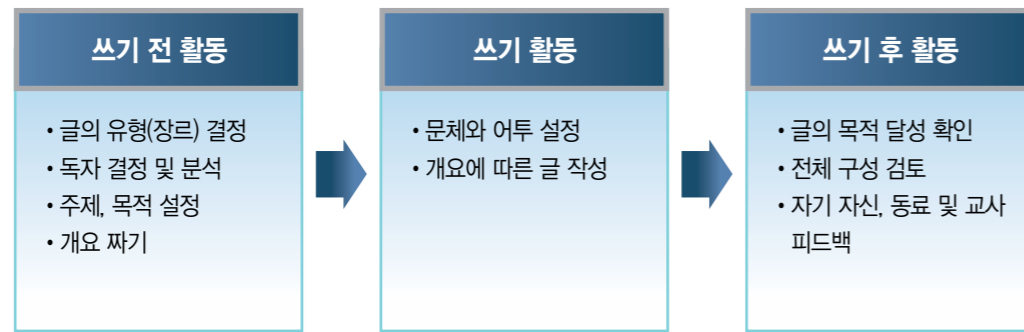 쓰기 전 활동
• 글의 유형(장르) 결정
• 독자 결정 및 분석
• 주제, 목적 설정
• 개요 짜기
쓰기 활동
• 문체와 어투 설정
• 개요에 따른 글 작성
쓰기 후 활동
• 글의 목적 달성 확인
• 전체 구성 검토
• 자기 자신, 동료 및 교사
피드백